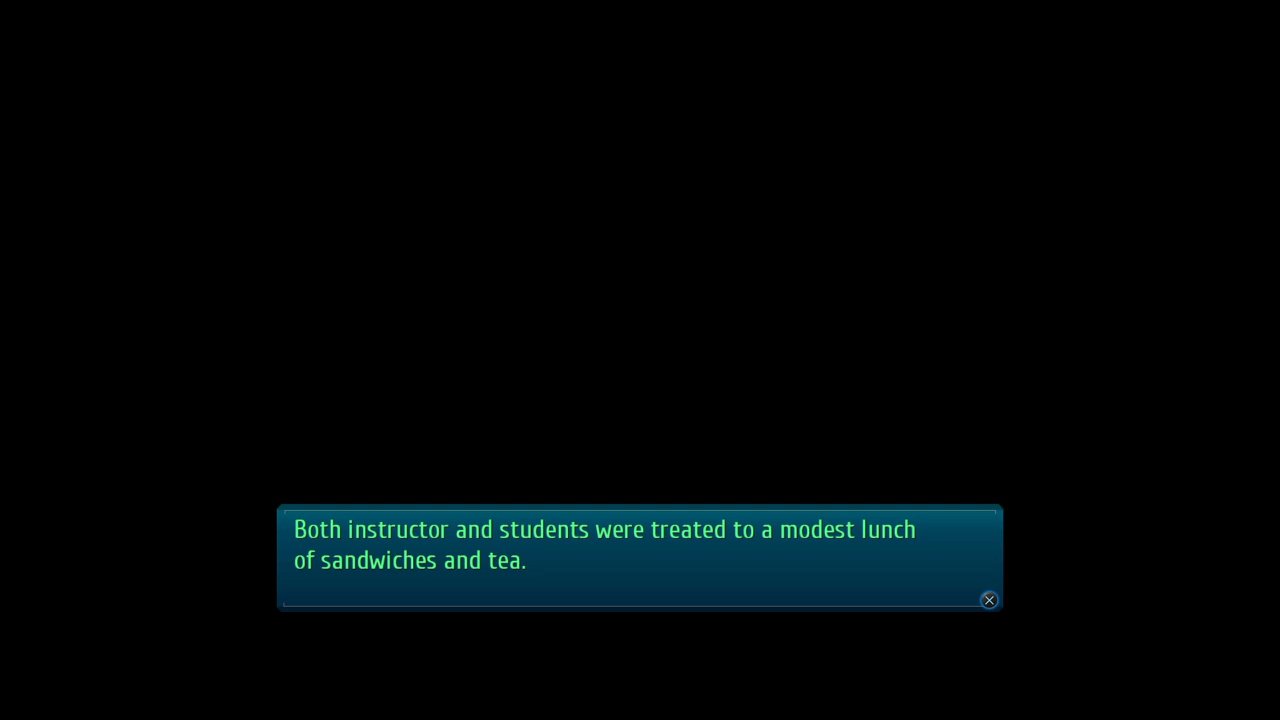 Both instructor and students were treated to a modest lunch
of sandwiches and tea.